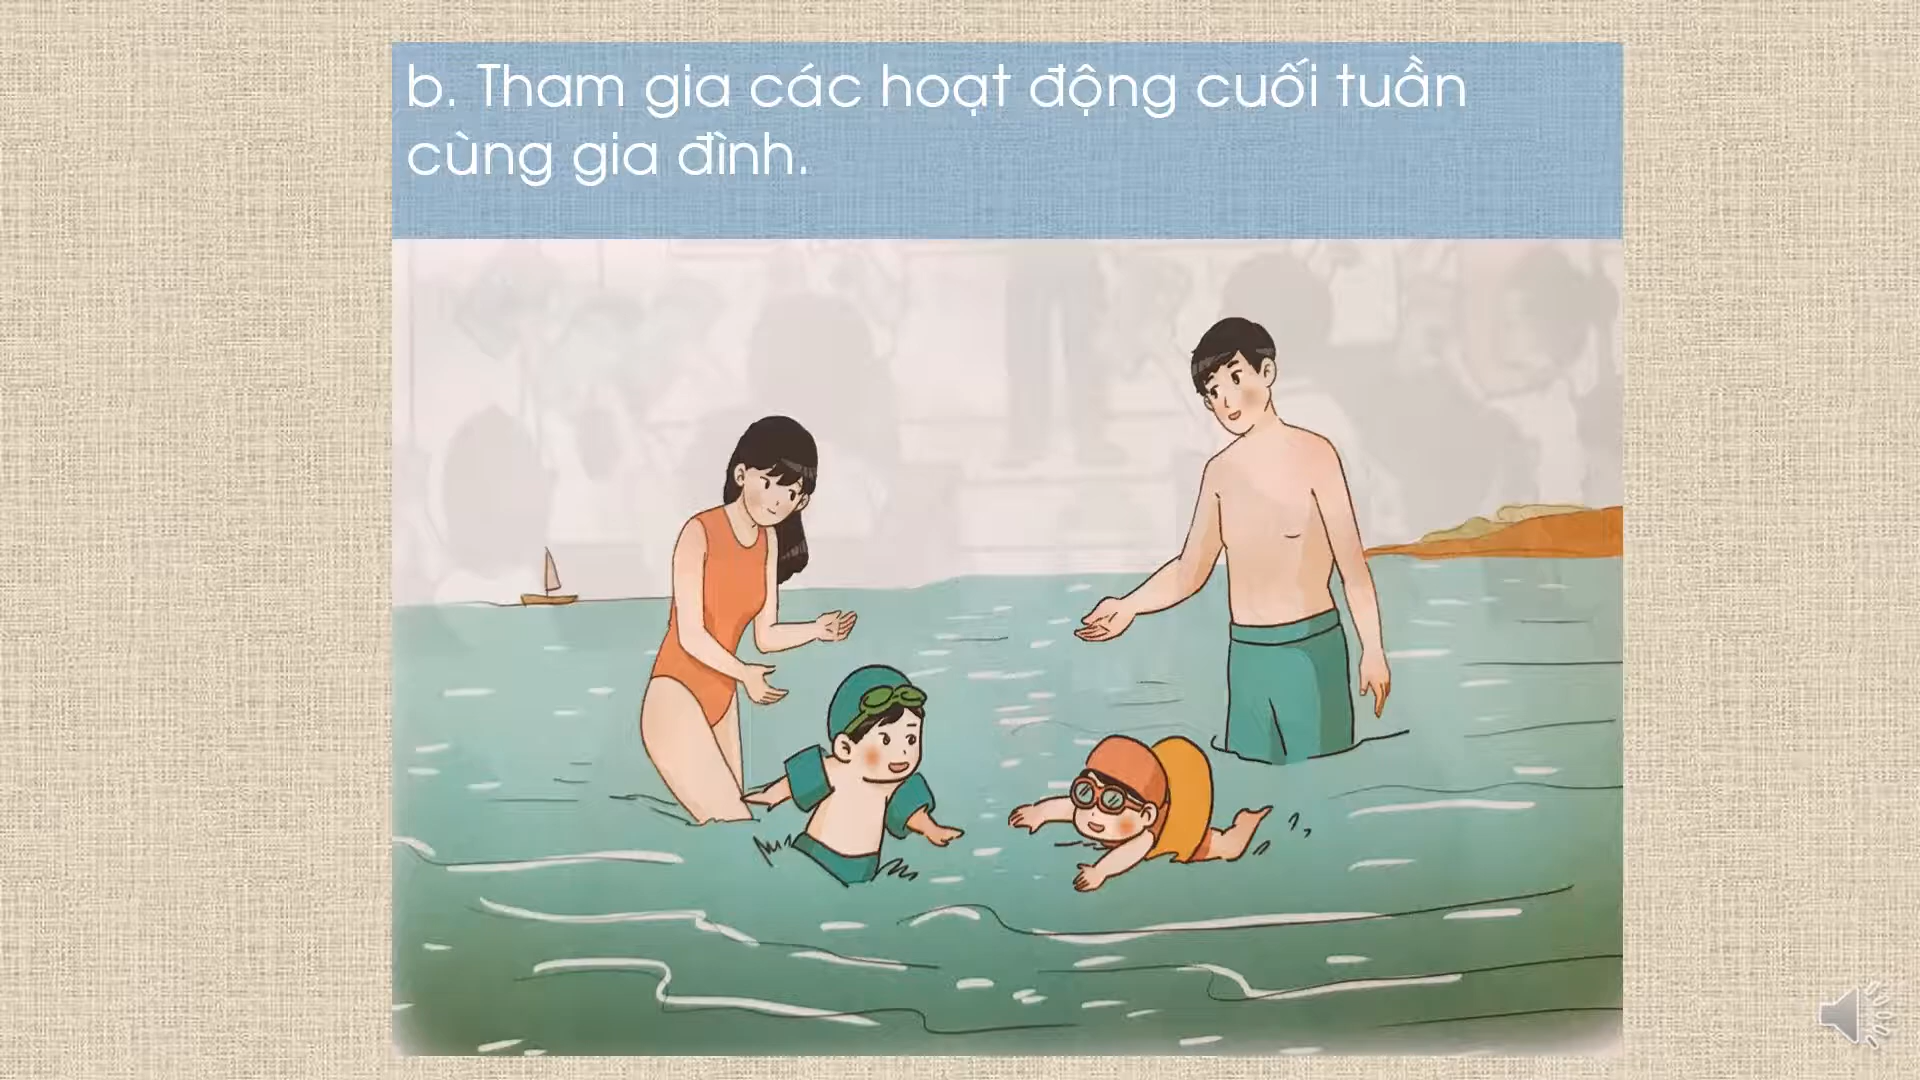 b. Tham gia các hoạt động cuối tuần
cùng gia đình.